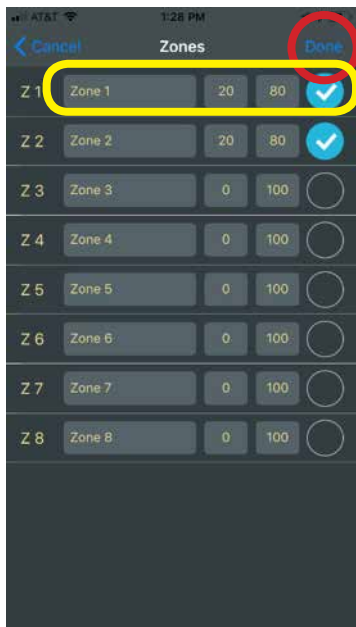 AT&T 1:28 PM
Cancel Zones Done
Z 1 Zone 1 20 80
Z 2 Zone 2 20 80
Z 3 Zone 3 0 100
Z 4 Zone 4 0 100
Z 5 Zone 5 0 100
Z 6 Zone 6 0 100
Z 7 Zone 7 0 100
Z 8 Zone 8 0 100